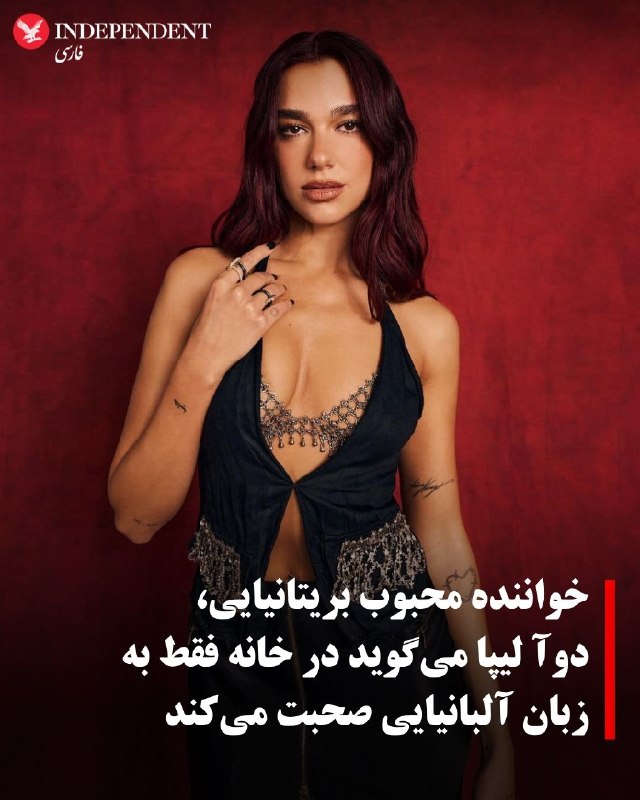 INDEPENDENT
فارسی
خواننده محبوب بریتانیایی،
دوآ لیپا می‌گوید در خانه فقط به
زبان آلبانیایی صحبت می‌کند